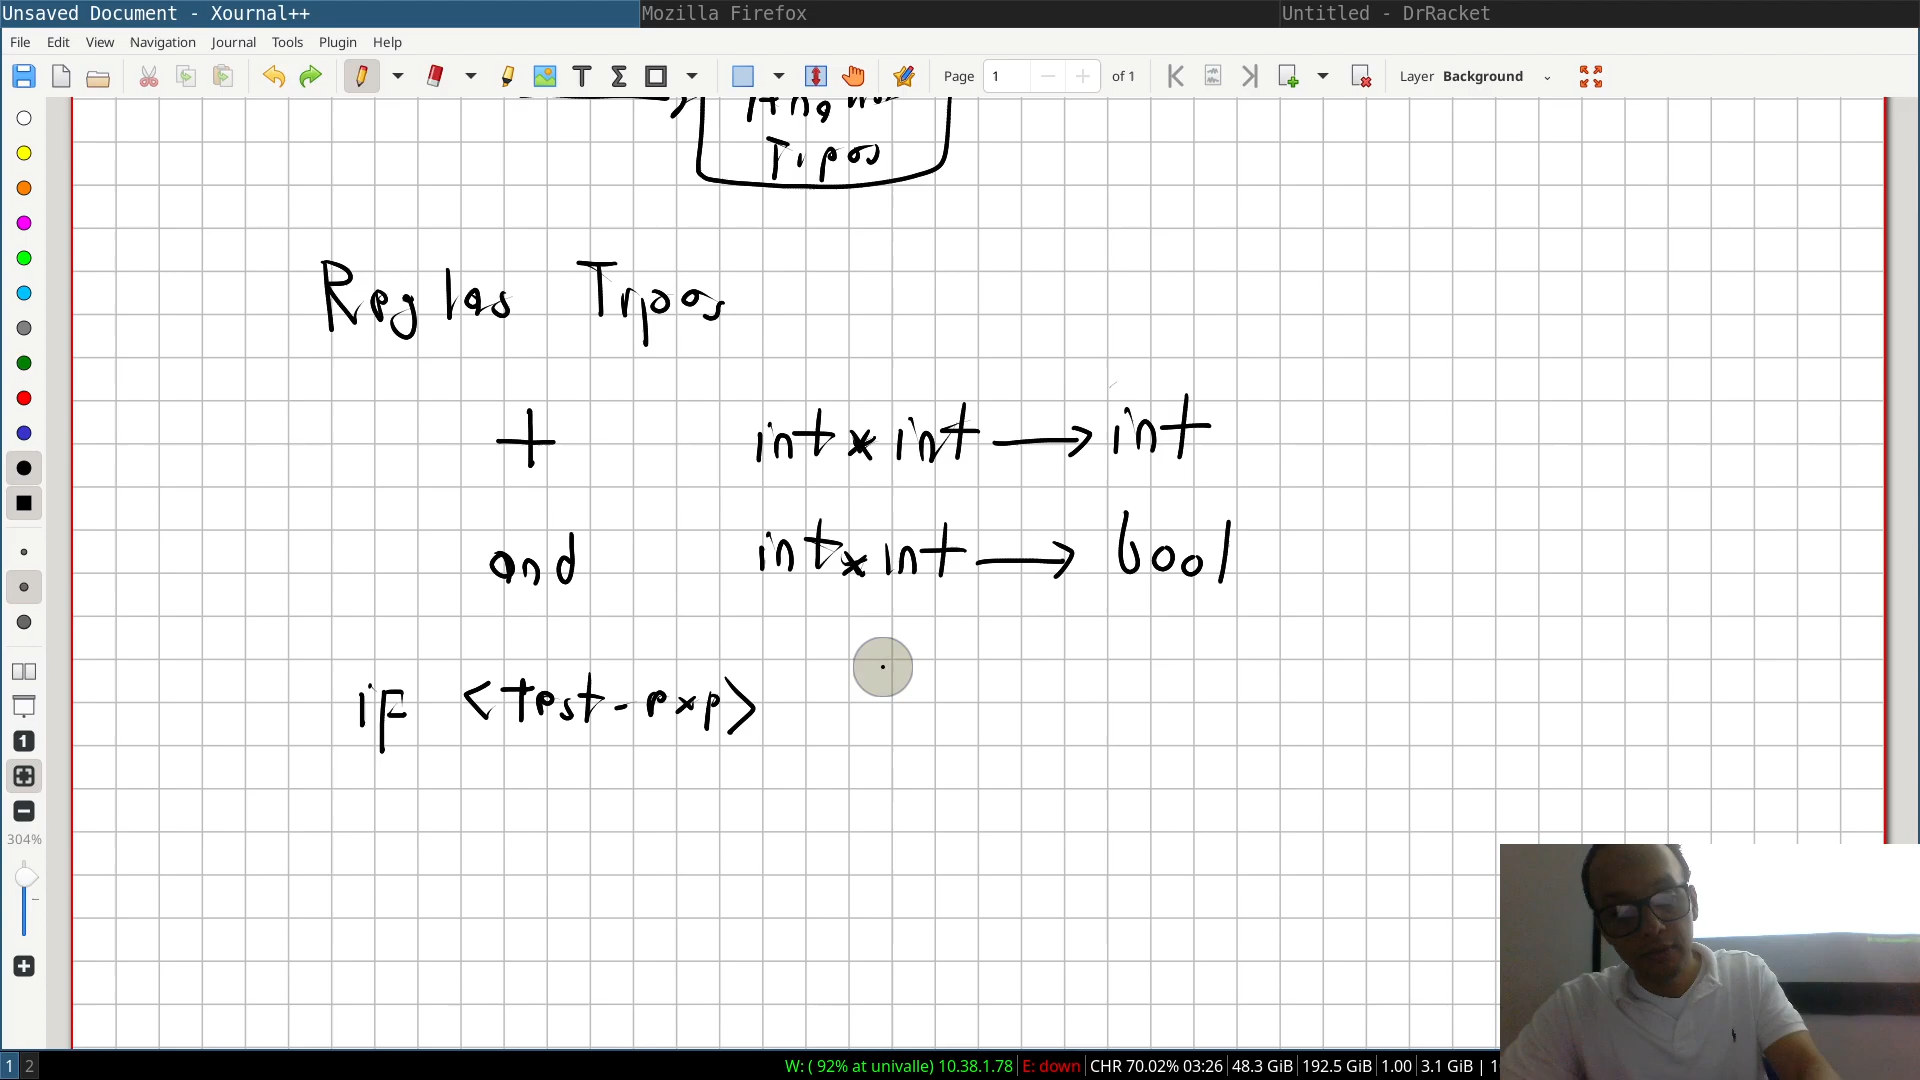 Unsaved Document - Xournal++ Mozilla Firefox Untitled - DrRacket
File Edit View Navigation Journal Tools Plugin Help
Page 1 of 1 Layer Background
Tipos
Reglas Tipos
+ int x int → int
and int x int → bool
if <test-exp>
1
304%
1 2 W: ( 92% at univalle) 10.38.1.78 E: down CHR 70.02% 03:26 48.3 GiB 192.5 GiB 1.00 3.1 GiB